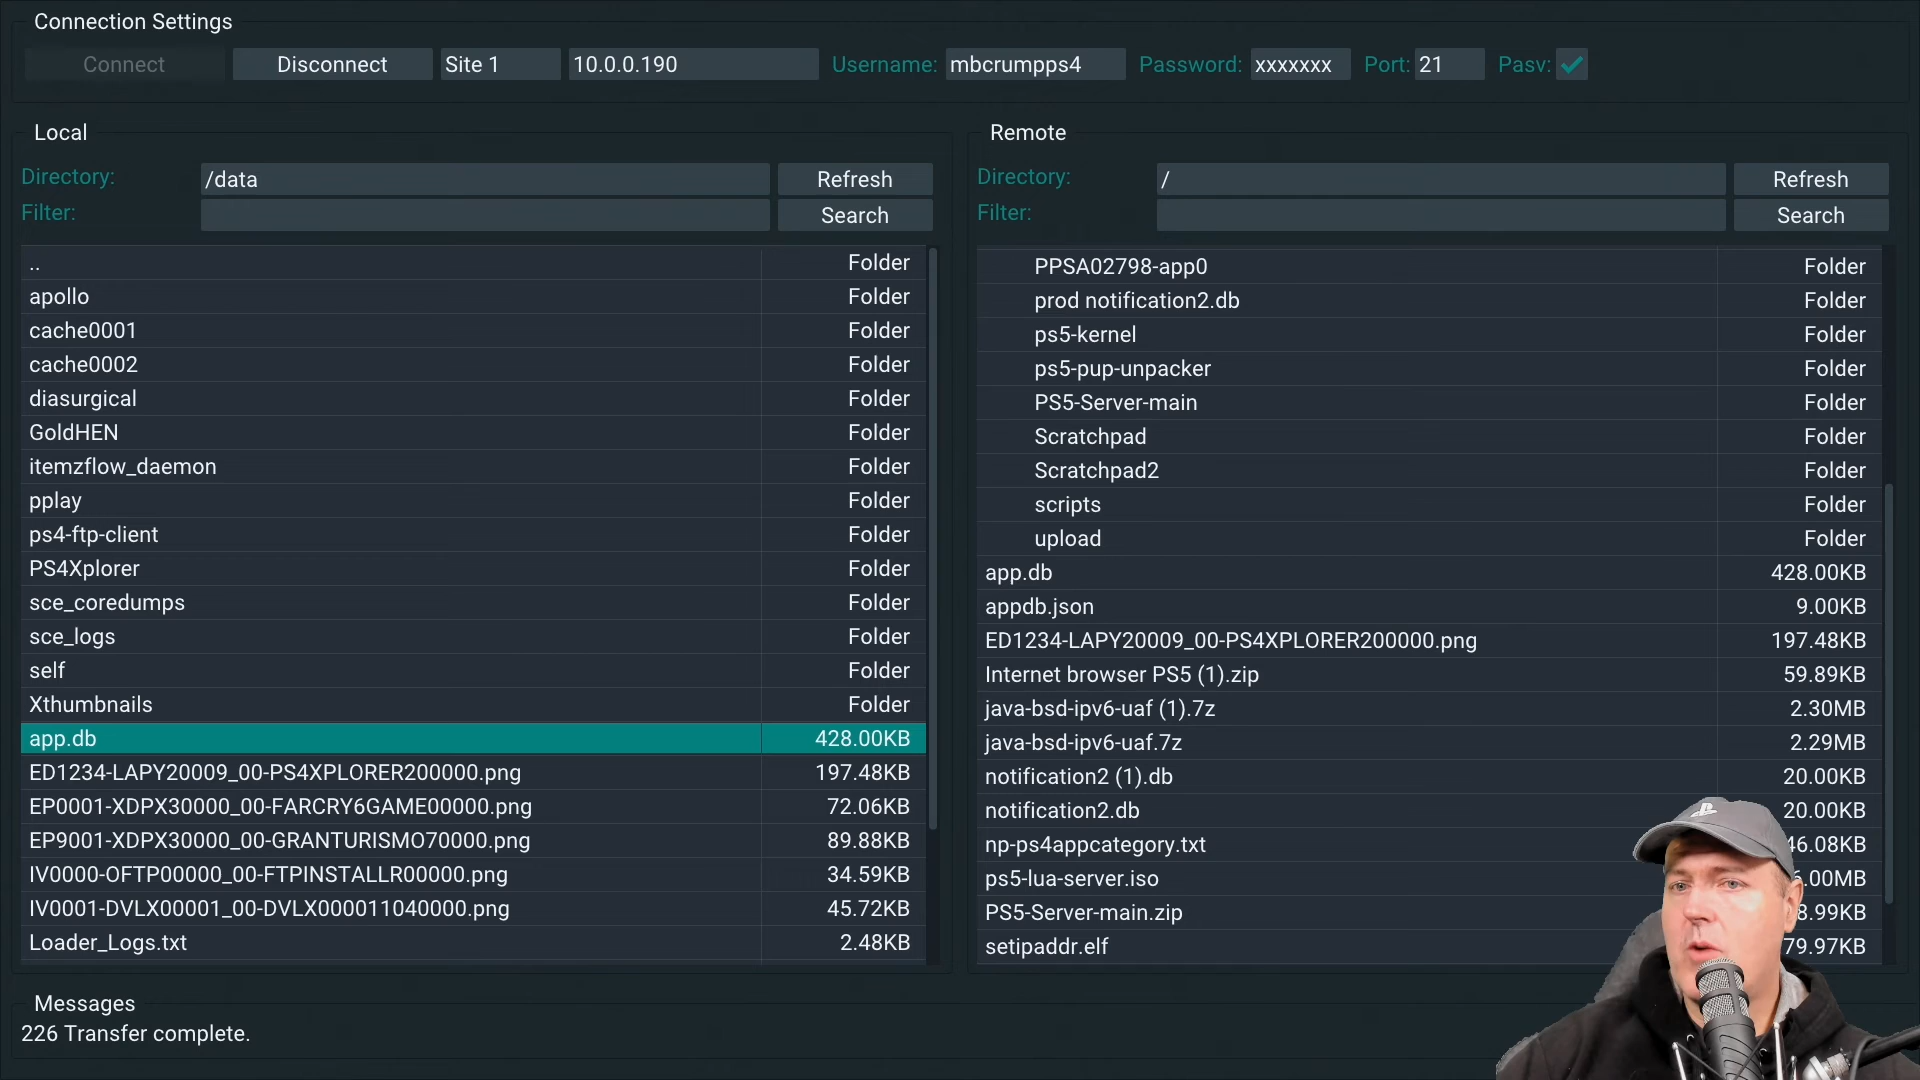 Connection Settings
Connect Disconnect Site 1 10.0.0.190 Username: mbcrumpps4 Password: xxxxxxx Port: 21 Pasv:
Local
Directory: /data Refresh
Filter: Search
.. Folder
apollo Folder
cache0001 Folder
cache0002 Folder
diasurgical Folder
GoldHEN Folder
itemzflow_daemon Folder
pplay Folder
ps4-ftp-client Folder
PS4Xplorer Folder
sce_coredumps Folder
sce_logs Folder
self Folder
Xthumbnails Folder
app.db 428.00KB
ED1234-LAPY20009_00-PS4XPLORER200000.png 197.48KB
EP0001-XDPX30000_00-FARCRY6GAME00000.png 72.06KB
EP9001-XDPX30000_00-GRANTURISMO70000.png 89.88KB
IV0000-OFTP00000_00-FTPINSTALLR00000.png 34.59KB
IV0001-DVLX00001_00-DVLX000011040000.png 45.72KB
Loader_Logs.txt 2.48KB
Remote
Directory: / Refresh
Filter: Search
PPSA02798-app0 Folder
prod notification2.db Folder
ps5-kernel Folder
ps5-pup-unpacker Folder
PS5-Server-main Folder
Scratchpad Folder
Scratchpad2 Folder
scripts Folder
upload Folder
app.db 428.00KB
appdb.json 9.00KB
ED1234-LAPY20009_00-PS4XPLORER200000.png 197.48KB
Internet browser PS5 (1).zip 59.89KB
java-bsd-ipv6-uaf (1).7z 2.30MB
java-bsd-ipv6-uaf.7z 2.29MB
notification2 (1).db 20.00KB
notification2.db 20.00KB
np-ps4appcategory.txt
ps5-lua-server.iso
PS5-Server-main.zip
setipaddr.elf
Messages
226 Transfer complete.